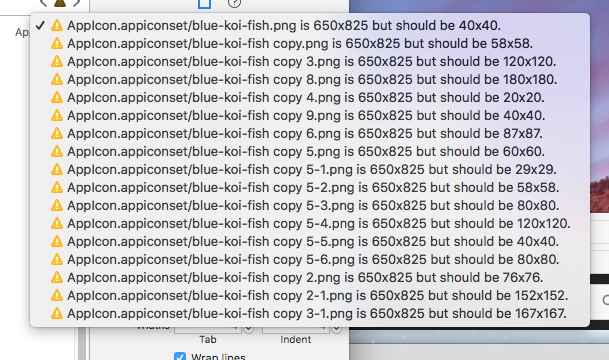 Ap
✓ AppIcon.appiconset/blue-koi-fish.png is 650x825 but should be 40x40.
AppIcon.appiconset/blue-koi-fish copy.png is 650x825 but should be 58x58.
AppIcon.appiconset/blue-koi-fish copy 3.png is 650x825 but should be 120x120.
AppIcon.appiconset/blue-koi-fish copy 8.png is 650x825 but should be 180x180.
AppIcon.appiconset/blue-koi-fish copy 4.png is 650x825 but should be 20x20.
AppIcon.appiconset/blue-koi-fish copy 9.png is 650x825 but should be 40x40.
AppIcon.appiconset/blue-koi-fish copy 6.png is 650x825 but should be 87x87.
AppIcon.appiconset/blue-koi-fish copy 5.png is 650x825 but should be 60x60.
AppIcon.appiconset/blue-koi-fish copy 5-1.png is 650x825 but should be 29x29.
AppIcon.appiconset/blue-koi-fish copy 5-2.png is 650x825 but should be 58x58.
AppIcon.appiconset/blue-koi-fish copy 5-3.png is 650x825 but should be 80x80.
AppIcon.appiconset/blue-koi-fish copy 5-4.png is 650x825 but should be 120x120.
AppIcon.appiconset/blue-koi-fish copy 5-5.png is 650x825 but should be 40x40.
AppIcon.appiconset/blue-koi-fish copy 5-6.png is 650x825 but should be 80x80.
AppIcon.appiconset/blue-koi-fish copy 2.png is 650x825 but should be 76x76.
AppIcon.appiconset/blue-koi-fish copy 2-1.png is 650x825 but should be 152x152.
AppIcon.appiconset/blue-koi-fish copy 3-1.png is 650x825 but should be 167x167.
Tab Indent
Wrap lines